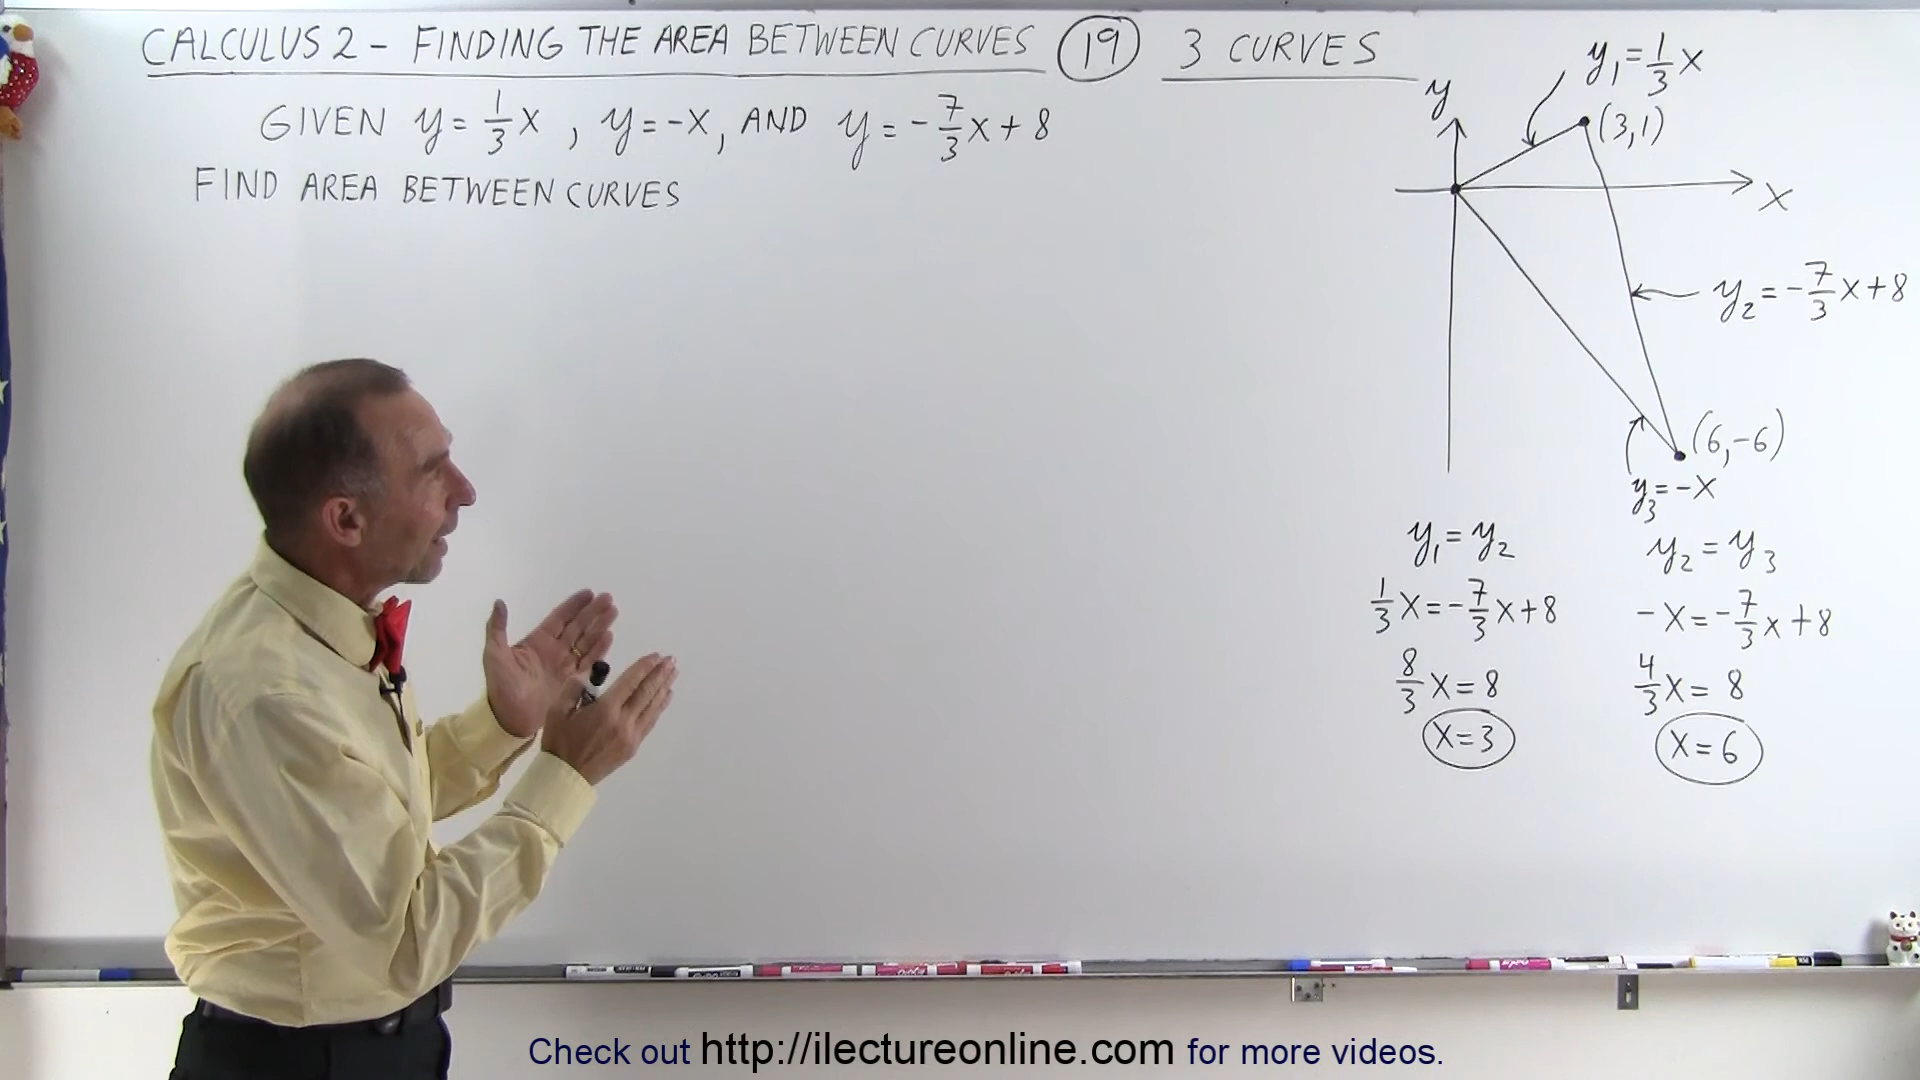 CALCULUS 2 - FINDING THE AREA BETWEEN CURVES (19) 3 CURVES
GIVEN y = 1/3 x , y = -x, AND y = -7/3 x + 8
FIND AREA BETWEEN CURVES
y₁ = 1/3 x
y
(3,1)
x
y₂ = -7/3 x + 8
(6,-6)
y₃ = -x
y₁ = y₂
1/3 x = -7/3 x + 8
8/3 x = 8
x = 3
y₂ = y₃
-x = -7/3 x + 8
4/3 x = 8
x = 6
Check out http://ilectureonline.com for more videos.